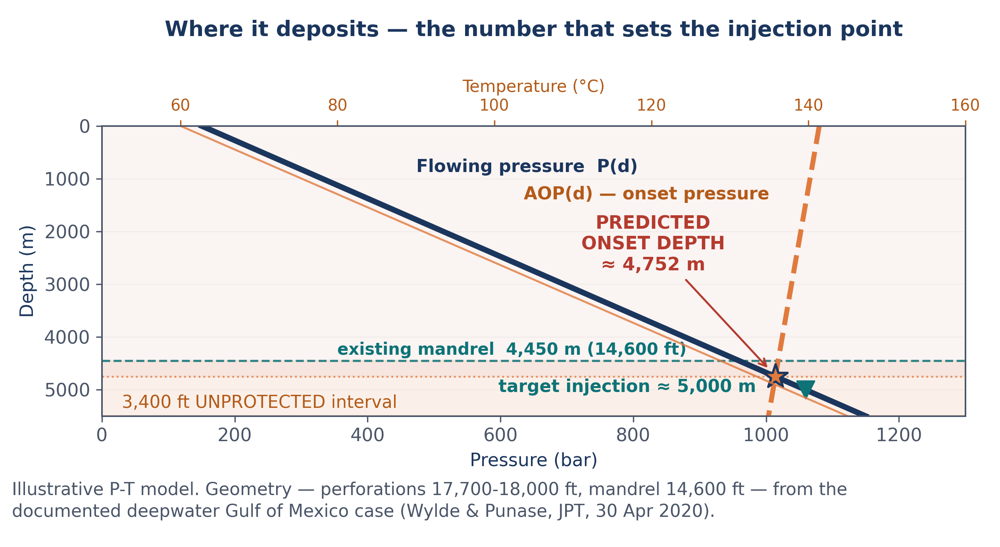 Where it deposits — the number that sets the injection point
Temperature (°C)
60 80 100 120 140 160
0
1000
2000
3000
4000
5000
Depth (m)
Flowing pressure  P(d)
AOP(d) — onset pressure
PREDICTED
ONSET DEPTH
≈ 4,752 m
existing mandrel  4,450 m (14,600 ft)
target injection ≈ 5,000 m
3,400 ft UNPROTECTED interval
0 200 400 600 800 1000 1200
Pressure (bar)
Illustrative P-T model. Geometry — perforations 17,700-18,000 ft, mandrel 14,600 ft — from the
documented deepwater Gulf of Mexico case (Wylde & Punase, JPT, 30 Apr 2020).